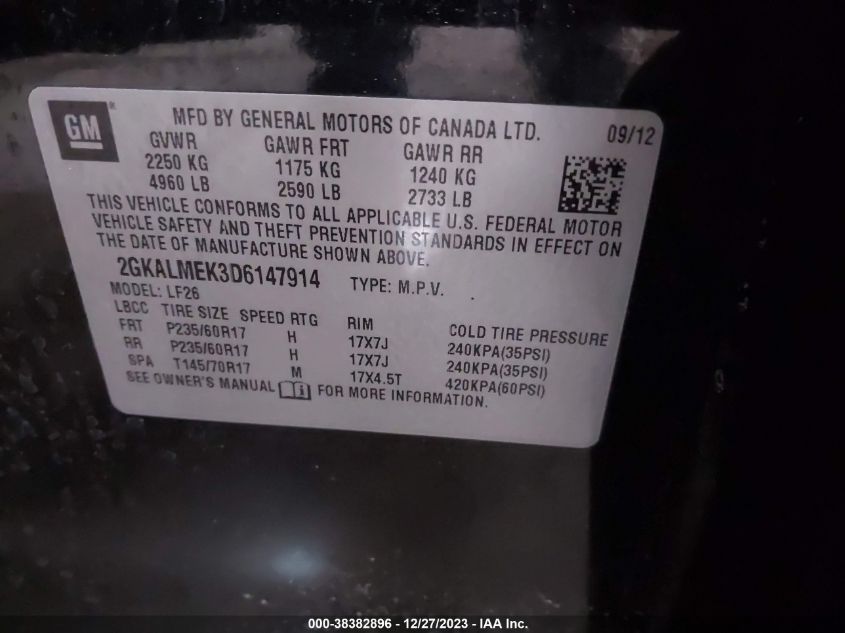 GM
MFD BY GENERAL MOTORS OF CANADA LTD. 09/12
GVWR GAWR FRT GAWR RR
2250 KG 1175 KG 1240 KG
4960 LB 2590 LB 2733 LB
THIS VEHICLE CONFORMS TO ALL APPLICABLE U.S. FEDERAL MOTOR
VEHICLE SAFETY AND THEFT PREVENTION STANDARDS IN EFFECT ON
THE DATE OF MANUFACTURE SHOWN ABOVE.
2GKALMEK3D6147914 TYPE: M.P.V.
MODEL: LF26
LBCC TIRE SIZE SPEED RTG RIM COLD TIRE PRESSURE
FRT P235/60R17 H 17X7J 240KPA(35PSI)
RR P235/60R17 H 17X7J 240KPA(35PSI)
SPA T145/70R17 M 17X4.5T 420KPA(60PSI)
SEE OWNER'S MANUAL FOR MORE INFORMATION.
000-38382896 - 12/27/2023 - IAA Inc.